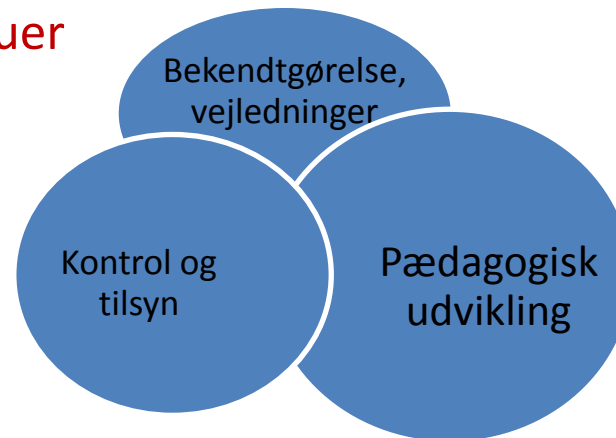 uer
Bekendtgørelse,
vejledninger
Kontrol og
tilsyn
Pædagogisk
udvikling